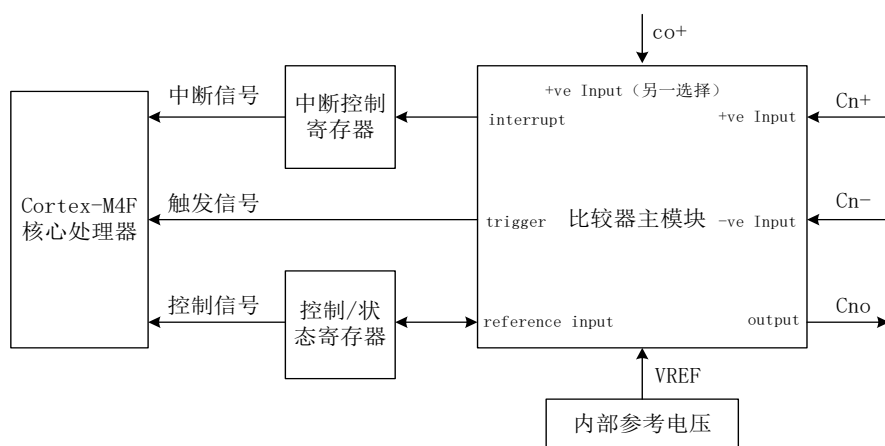 co+
中断信号
中断控制
寄存器
+ve Input（另一选择）
interrupt
+ve Input
Cn+
Cortex-M4F
核心处理器
触发信号
trigger
比较器主模块
-ve Input
Cn-
控制信号
控制/状
态寄存器
reference input
output
Cno
VREF
内部参考电压